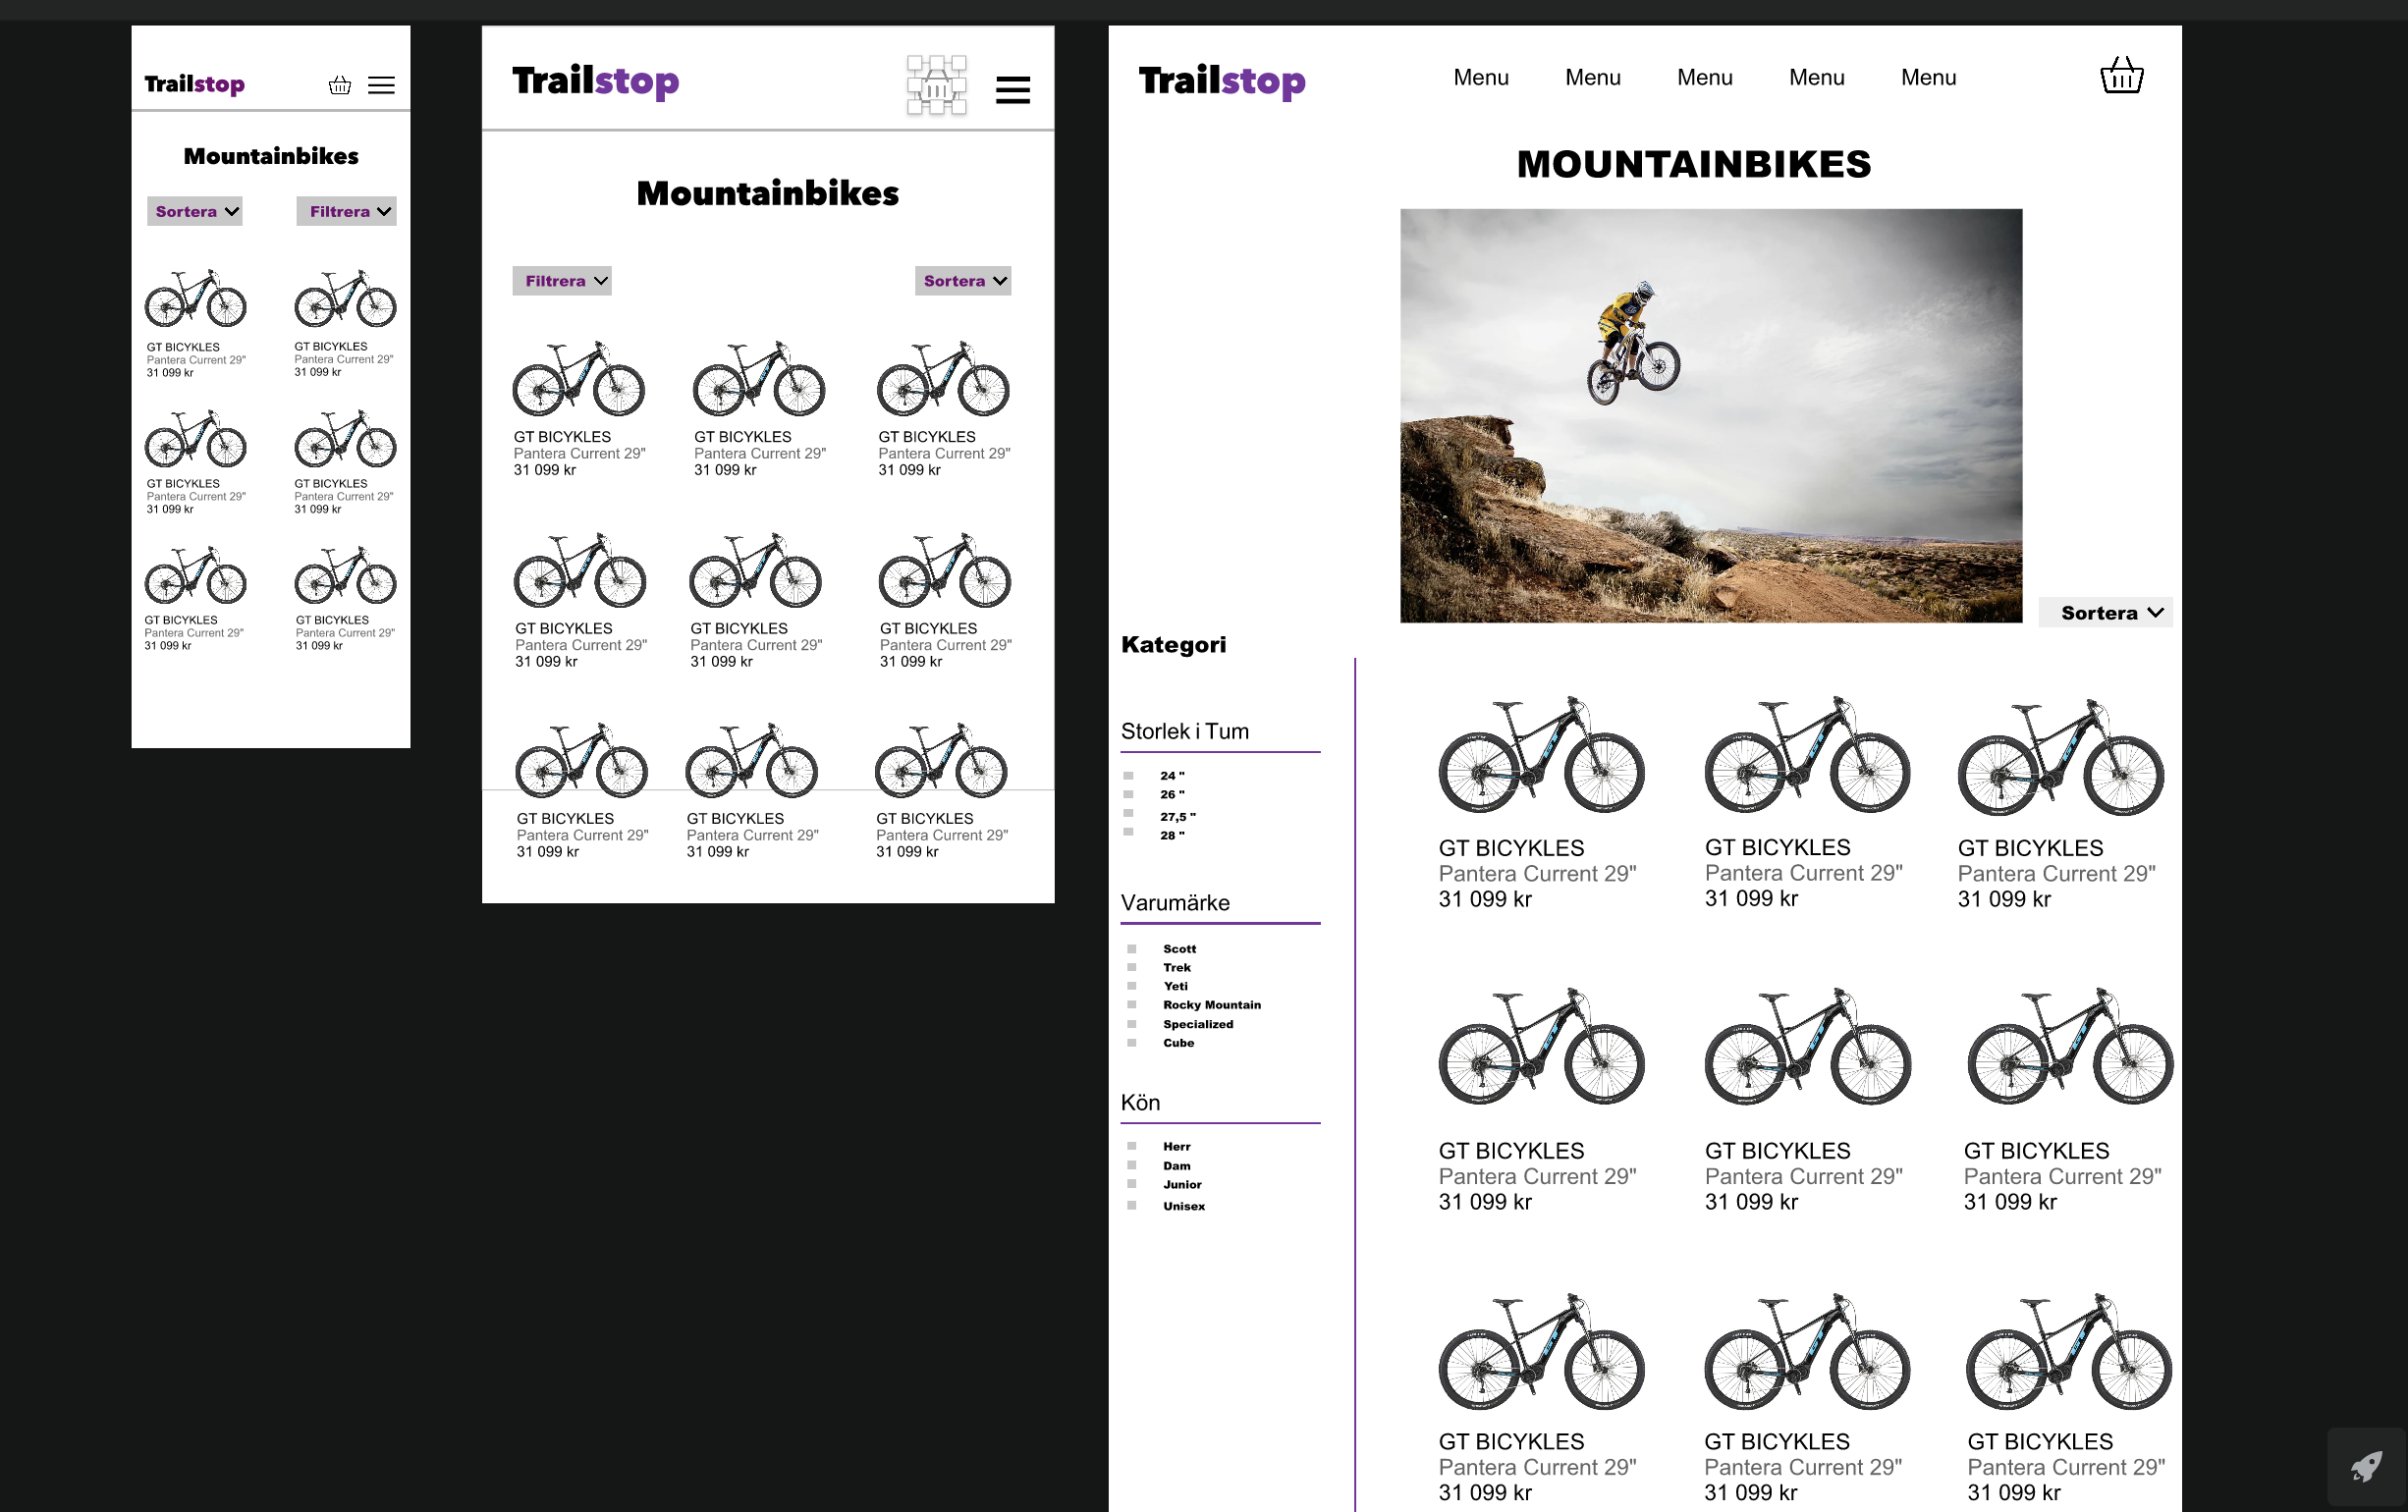 Trailstop
Mountainbikes
Sortera
Filtrera
GT BICYKLES
Pantera Current 29"
31 099 kr
GT BICYKLES
Pantera Current 29"
31 099 kr
GT BICYKLES
Pantera Current 29"
31 099 kr
GT BICYKLES
Pantera Current 29"
31 099 kr
GT BICYKLES
Pantera Current 29"
31 099 kr
GT BICYKLES
Pantera Current 29"
31 099 kr
Trailstop
Mountainbikes
Filtrera
Sortera
GT BICYKLES
Pantera Current 29"
31 099 kr
GT BICYKLES
Pantera Current 29"
31 099 kr
GT BICYKLES
Pantera Current 29"
31 099 kr
GT BICYKLES
Pantera Current 29"
31 099 kr
GT BICYKLES
Pantera Current 29"
31 099 kr
GT BICYKLES
Pantera Current 29"
31 099 kr
GT BICYKLES
Pantera Current 29"
31 099 kr
GT BICYKLES
Pantera Current 29"
31 099 kr
GT BICYKLES
Pantera Current 29"
31 099 kr
Trailstop
Menu Menu Menu Menu Menu
MOUNTAINBIKES
Sortera
Kategori
Storlek i Tum
24 "
26 "
27,5 "
28 "
Varumärke
Scott
Trek
Yeti
Rocky Mountain
Specialized
Cube
Kön
Herr
Dam
Junior
Unisex
GT BICYKLES
Pantera Current 29"
31 099 kr
GT BICYKLES
Pantera Current 29"
31 099 kr
GT BICYKLES
Pantera Current 29"
31 099 kr
GT BICYKLES
Pantera Current 29"
31 099 kr
GT BICYKLES
Pantera Current 29"
31 099 kr
GT BICYKLES
Pantera Current 29"
31 099 kr
GT BICYKLES
Pantera Current 29"
31 099 kr
GT BICYKLES
Pantera Current 29"
31 099 kr
GT BICYKLES
Pantera Current 29"
31 099 kr